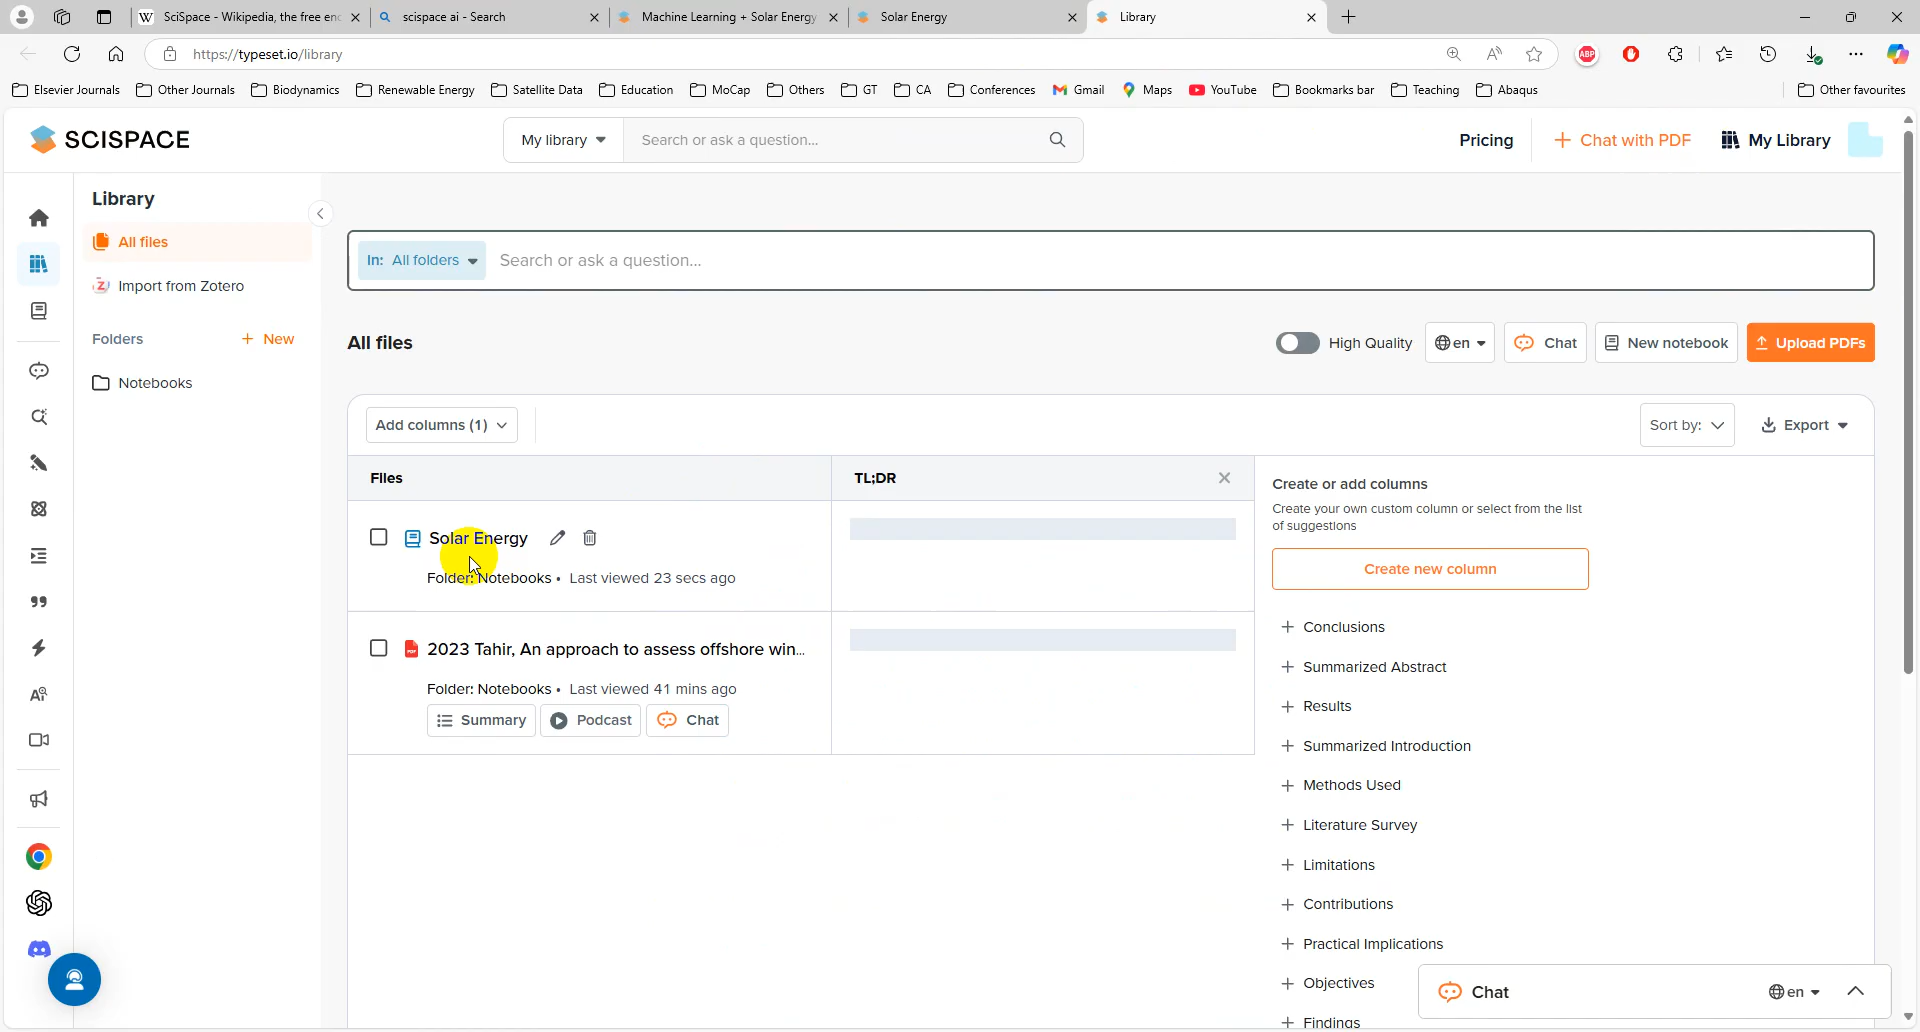 SciSpace - Wikipedia, the free enc
scispace ai - Search
Machine Learning + Solar Energy
Solar Energy
Library
https://typeset.io/library
Elsevier Journals
Other Journals
Biodynamics
Renewable Energy
Satellite Data
Education
MoCap
Others
GT
CA
Conferences
Gmail
Maps
YouTube
Bookmarks bar
Teaching
Abaqus
Other favourites
SCISPACE
My library
Search or ask a question...
Pricing
+ Chat with PDF
My Library
Library
All files
Import from Zotero
Folders
+ New
Notebooks
In: All folders
Search or ask a question...
All files
High Quality
en
Chat
New notebook
Upload PDFs
Add columns (1)
Sort by:
Export
Files
TL;DR
Solar Energy
Folder: Notebooks • Last viewed 23 secs ago
2023 Tahir, An approach to assess offshore win...
Folder: Notebooks • Last viewed 41 mins ago
Summary
Podcast
Chat
Create or add columns
Create your own custom column or select from the list
of suggestions
Create new column
+ Conclusions
+ Summarized Abstract
+ Results
+ Summarized Introduction
+ Methods Used
+ Literature Survey
+ Limitations
+ Contributions
+ Practical Implications
+ Objectives
+ Findings
Chat
en